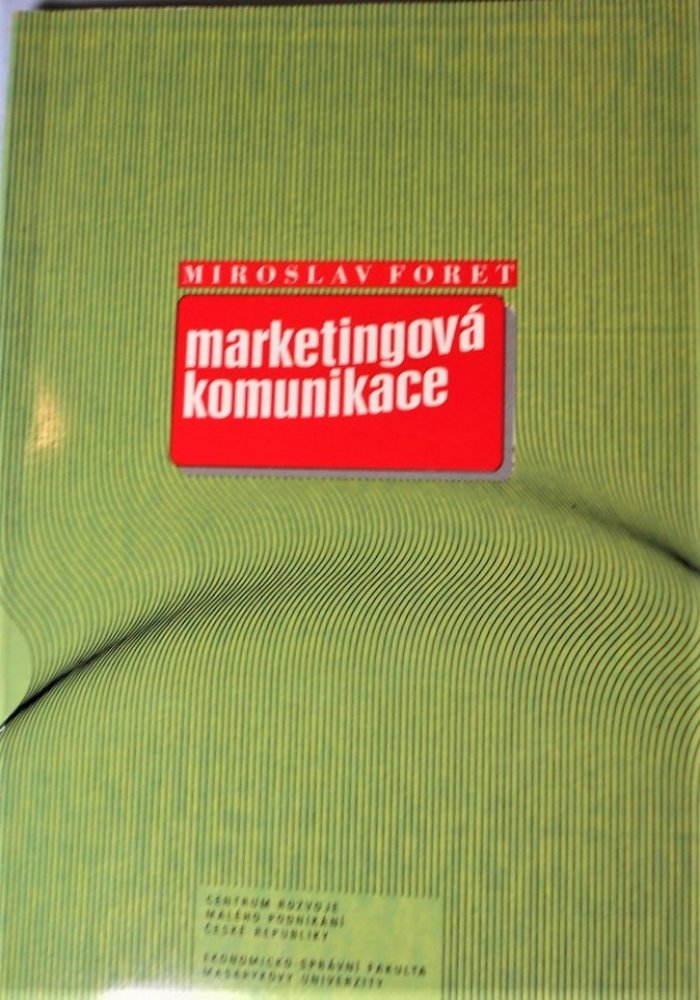 MIROSLAV FORET
marketingová
komunikace
CENTRUM ROZVOJE
MALÉHO PODNIKÁNÍ
ČESKÉ REPUBLIKY
EKONOMICKO SPRÁVNÍ FAKULTA
MASARYKOVY UNIVERZITY